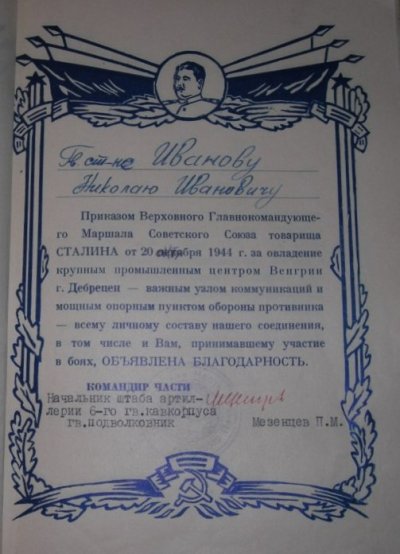 Гв ст-не Иванову
Николаю Ивановичу
Приказом Верховного Главнокомандующе-
го Маршала Советского Союза товарища
СТАЛИНА от 20 октября 1944 г. за овладение
крупным промышленным центром Венгрии
г. Дебрецен — важным узлом коммуникаций и
мощным опорным пунктом обороны противника
— всему личному составу нашего соединения,
в том числе и Вам, принимавшему участие
в боях, ОБЪЯВЛЕНА БЛАГОДАРНОСТЬ.
КОМАНДИР ЧАСТИ
Начальник штаба артил-
лерии 6-го гв.кавкорпуса
гв.подполковник Мезенцев П.М.